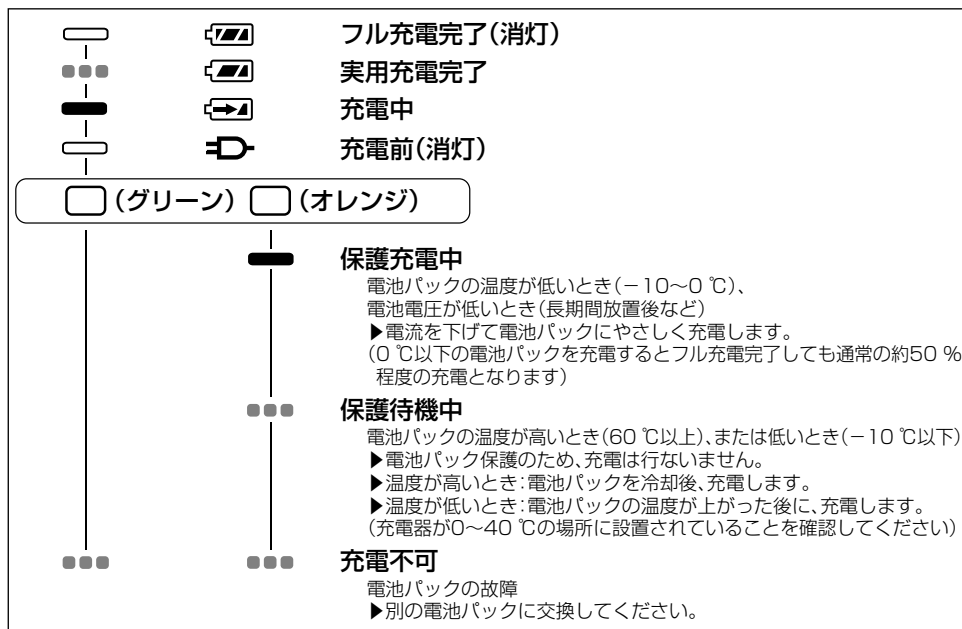 フル充電完了(消灯)
実用充電完了
充電中
充電前(消灯)
(グリーン) (オレンジ)
保護充電中
電池パックの温度が低いとき(－10～0 ℃)、
電池電圧が低いとき(長期間放置後など)
▶電流を下げて電池パックにやさしく充電します。
(0 ℃以下の電池パックを充電するとフル充電完了しても通常の約50 %
程度の充電となります)
保護待機中
電池パックの温度が高いとき(60 ℃以上)、または低いとき(－10 ℃以下)
▶電池パック保護のため、充電は行ないません。
▶温度が高いとき:電池パックを冷却後、充電します。
▶温度が低いとき:電池パックの温度が上がった後に、充電します。
(充電器が0～40 ℃の場所に設置されていることを確認してください)
充電不可
電池パックの故障
▶別の電池パックに交換してください。